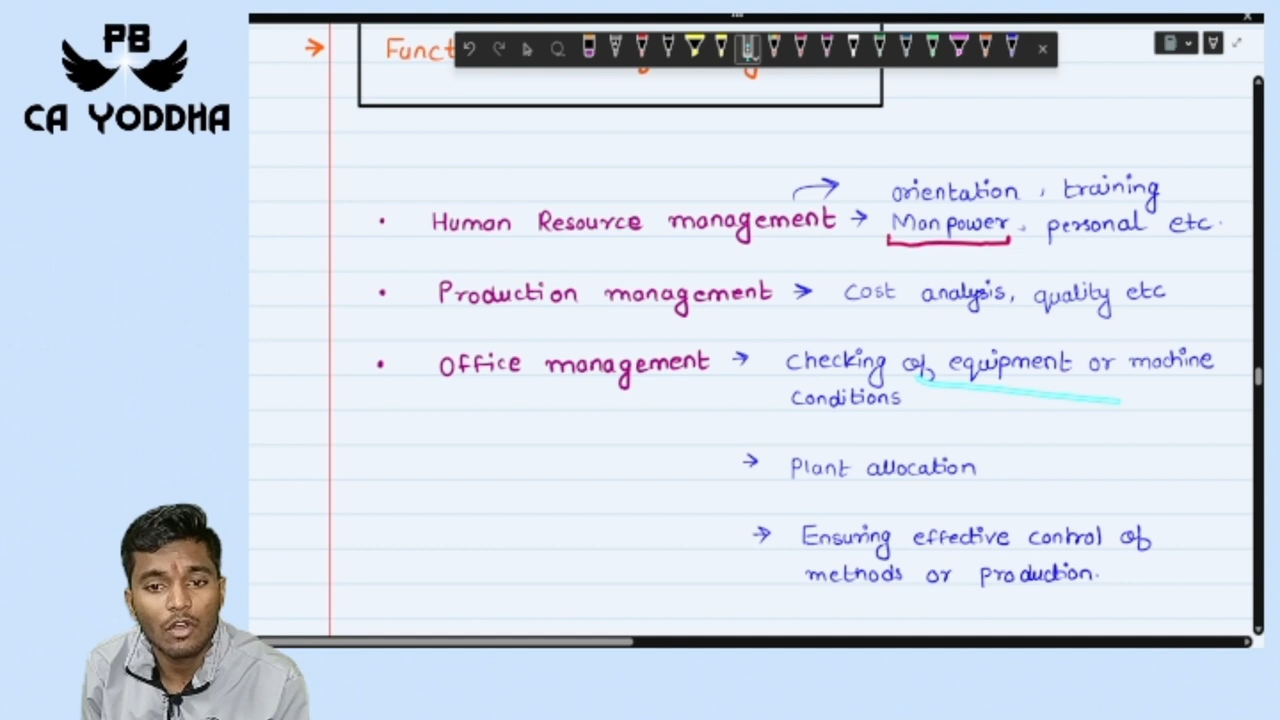 PB
CA YODDHA
→ Funct
orientation, training
• Human Resource management → Manpower, personal etc.
• Production management → Cost analysis, quality etc
• Office management → Checking of equipment or machine
Conditions
→ Plant allocation
→ Ensuring effective control of
methods or production.